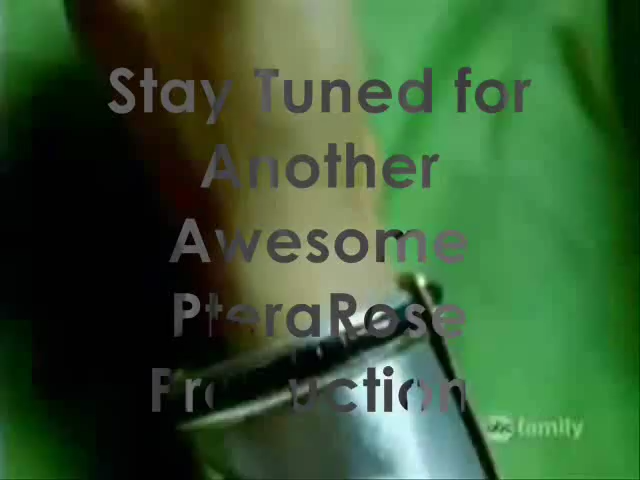 Stay Tuned for
Another
Awesome
PteraRose
Production
abc family